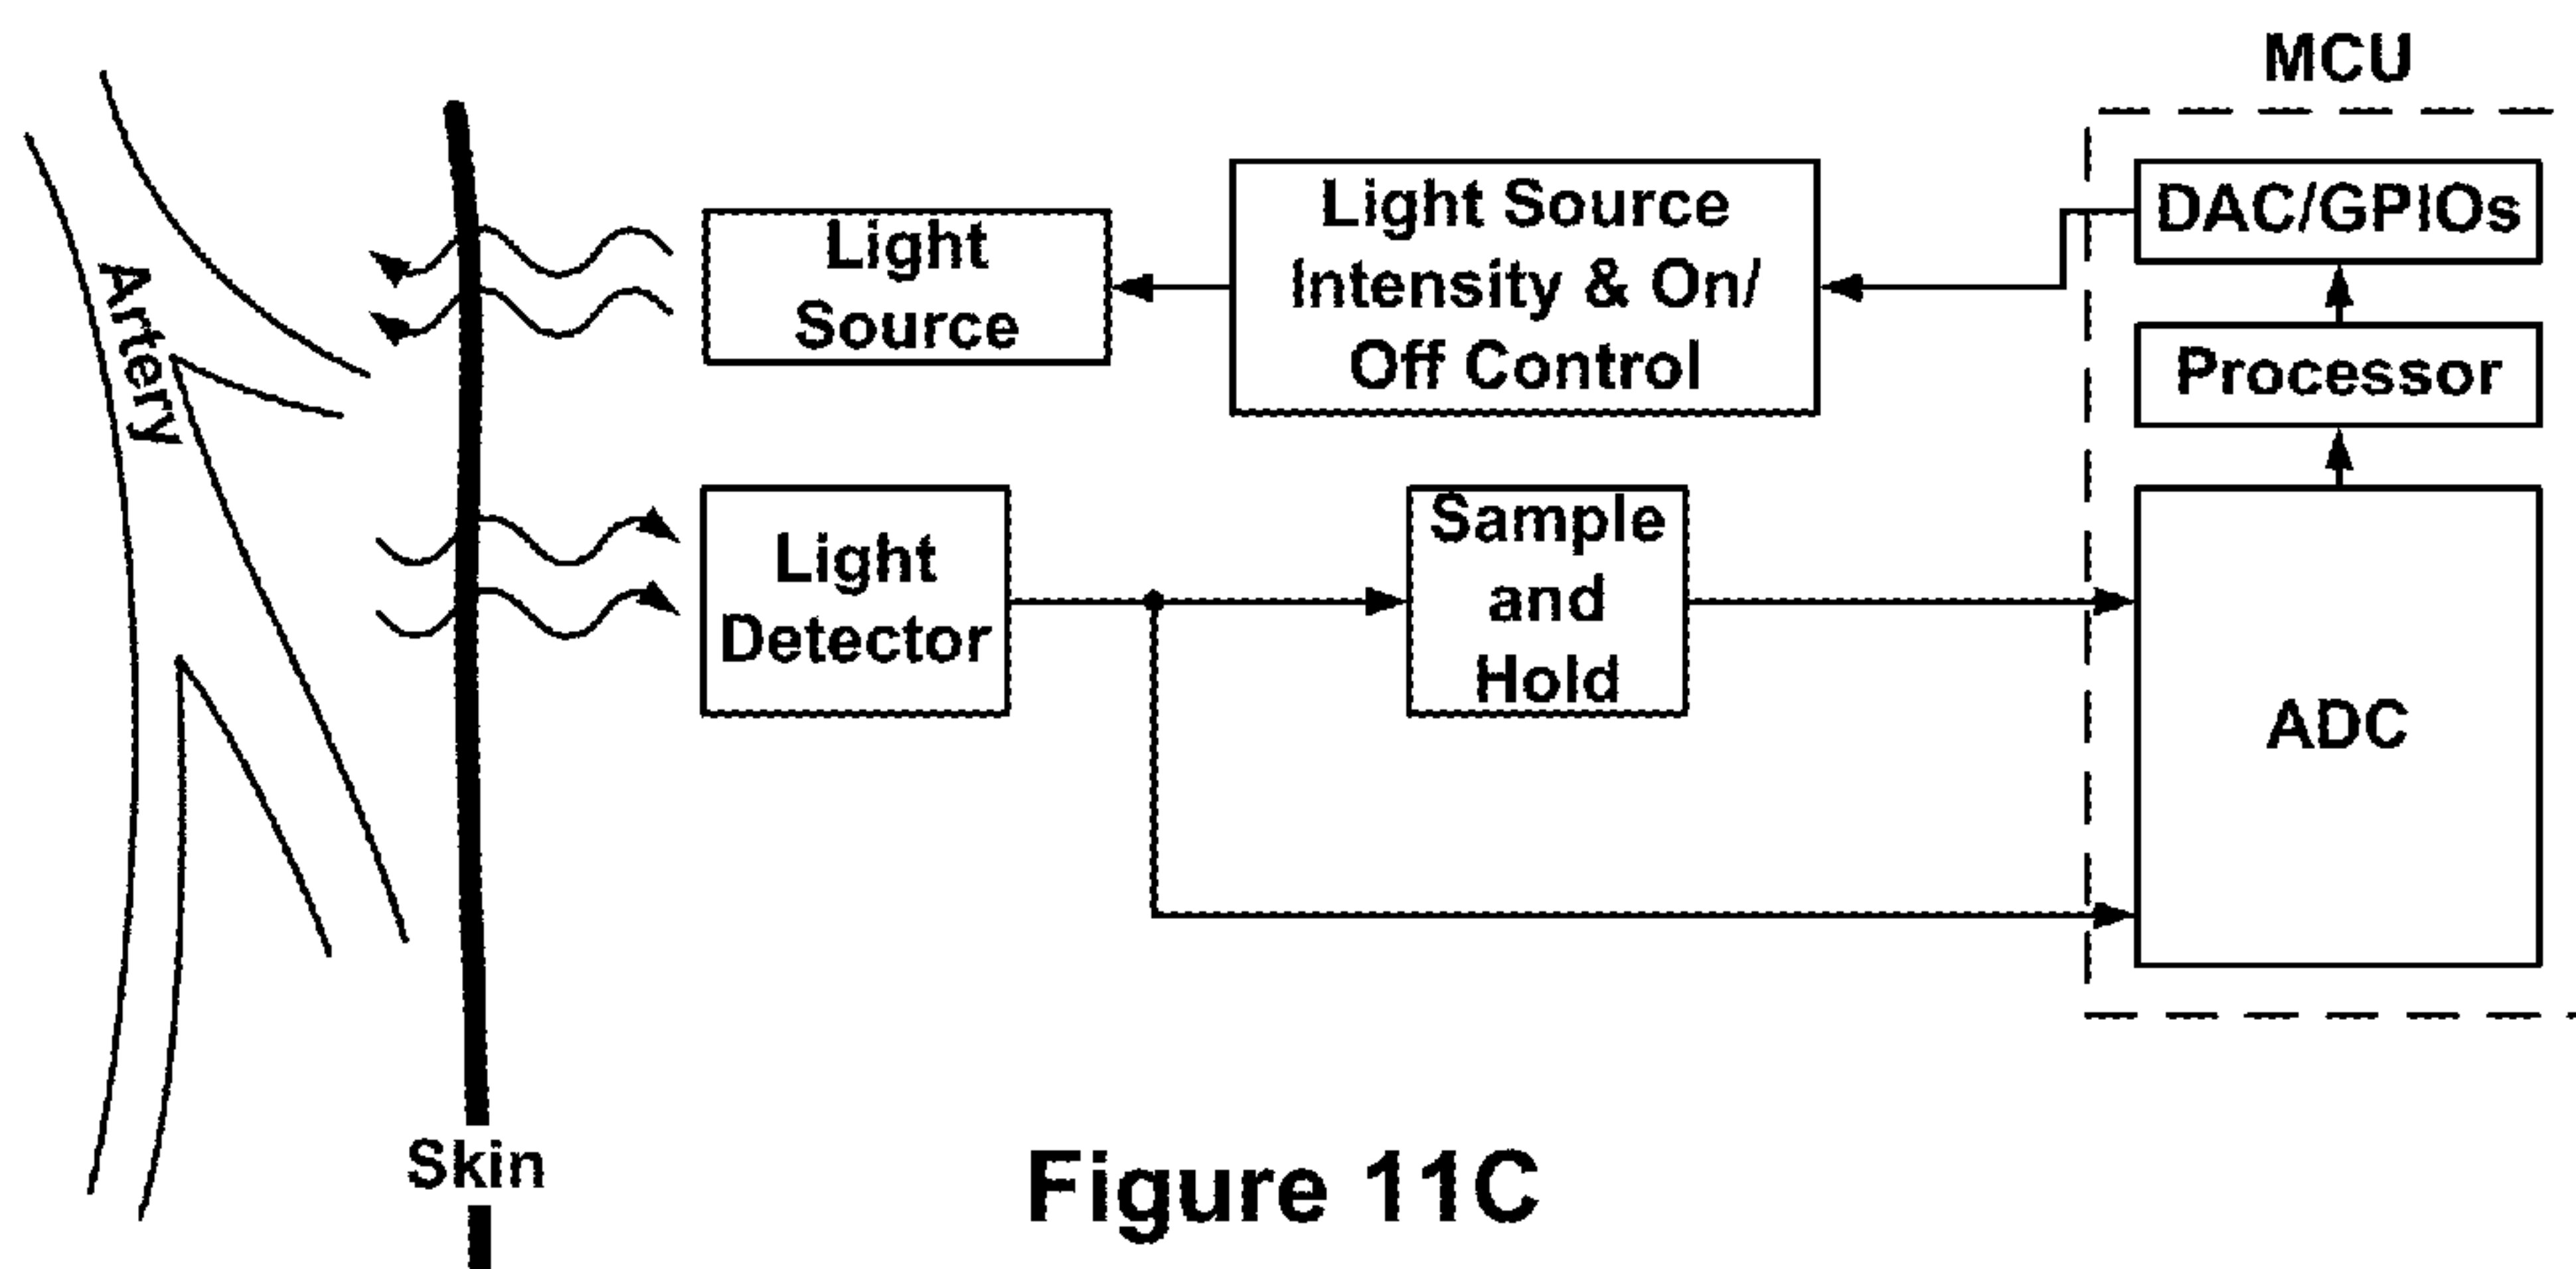 MCU
Light Source
Intensity & On/
Off Control
DAC/GPIOs
Light
Source
Artery
Processor
Light
Detector
Sample
and
Hold
ADC
Skin
Figure 11C